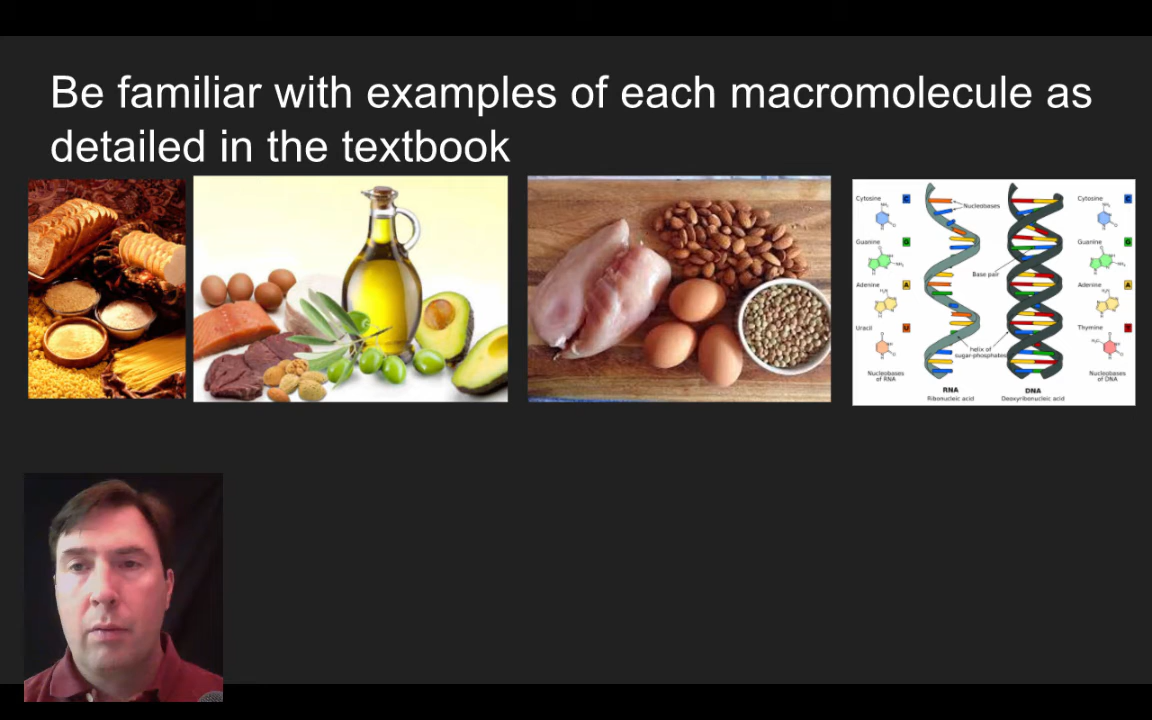 Be familiar with examples of each macromolecule as
detailed in the textbook
Cytosine
C
Nucleobases
C
Cytosine
Guanine
G
G
Guanine
Base pair
Adenine
A
A
Adenine
Uracil
U
T
Thymine
helix of
sugar-phosphates
Nucleobases
of RNA
Nucleobases
of DNA
RNA
Ribonucleic acid
DNA
Deoxyribonucleic acid